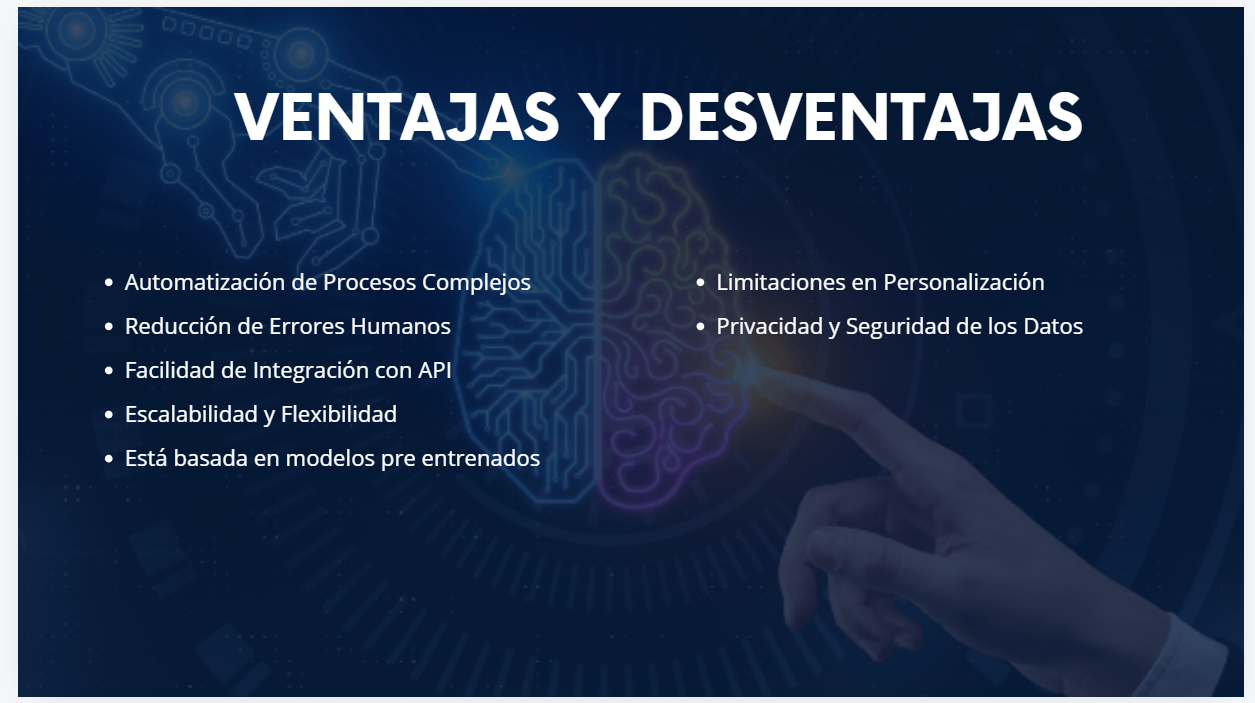 VENTAJAS Y DESVENTAJAS
• Automatización de Procesos Complejos
• Reducción de Errores Humanos
• Facilidad de Integración con API
• Escalabilidad y Flexibilidad
• Está basada en modelos pre entrenados
• Limitaciones en Personalización
• Privacidad y Seguridad de los Datos